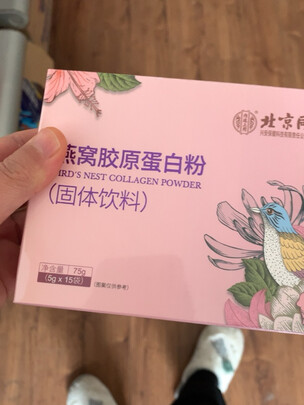 北京同
燕窝胶原蛋白粉
BIRD'S NEST COLLAGEN POWDER
(固体饮料)
净含量 75g
(5g×15袋)
(图案仅供参考)